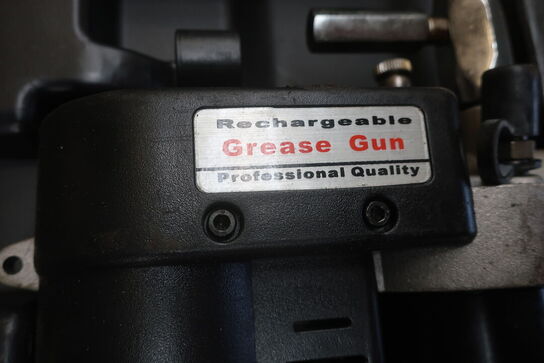 Rechargeable
Grease Gun
Professional Quality